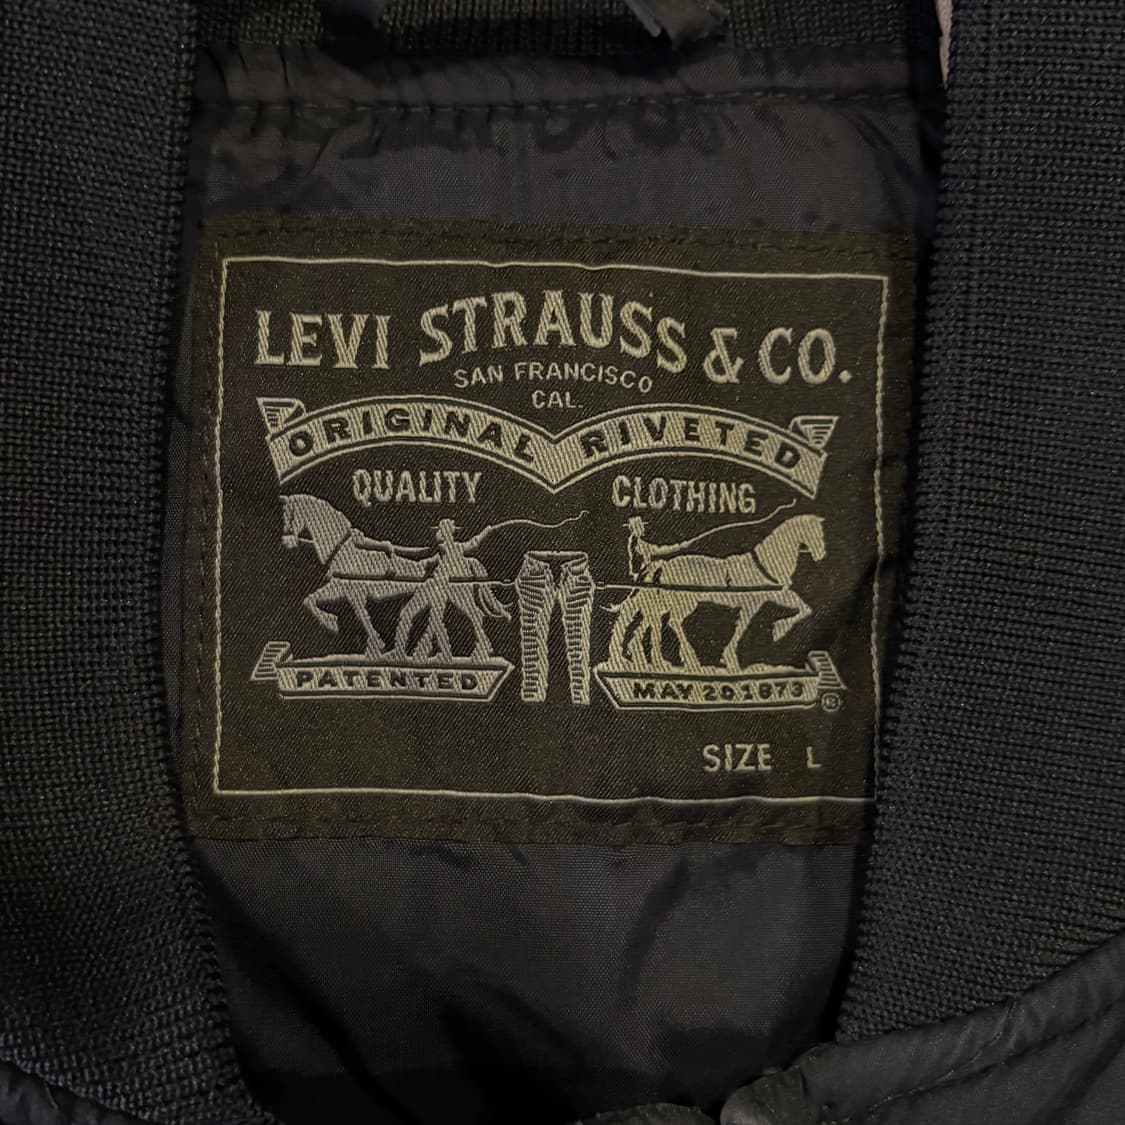 LEVI STRAUSS & CO.
SAN FRANCISCO
CAL.
ORIGINAL RIVETED
QUALITY CLOTHING
PATENTED MAY 20 1873
®
SIZE L